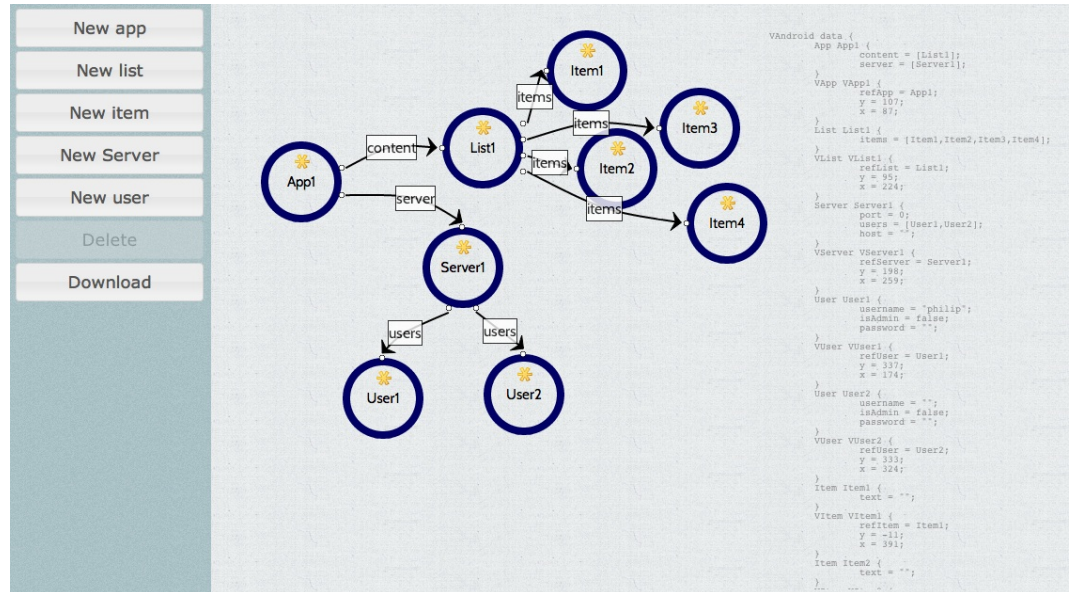 New app
New list
New item
New Server
New user
Delete
Download
Item1
items
Item3
items
content
List1
Item2
items
App1
server
items
Item4
Server1
users
users
User1
User2
VAndroid data {
App App1 {
content = [List1];
server = [Server1];
}
VApp VApp1 {
refApp = App1;
y = 107;
x = 87;
}
List List1 {
items = [Item1,Item2,Item3,Item4];
}
VList VList1 {
refList = List1;
y = 95;
x = 224;
}
Server Server1 {
port = 0;
users = [User1,User2];
host = "";
}
VServer VServer1 {
refServer = Server1;
y = 198;
x = 259;
}
User User1 {
username = "philip";
isAdmin = false;
password = "";
}
VUser VUser1 {
refUser = User1;
y = 337;
x = 174;
}
User User2 {
username = "";
isAdmin = false;
password = "";
}
VUser VUser2 {
refUser = User2;
y = 333;
x = 324;
}
Item Item1 {
text = "";
}
VItem VItem1 {
refItem = Item1;
y = -11;
x = 391;
}
Item Item2 {
text = "";
}